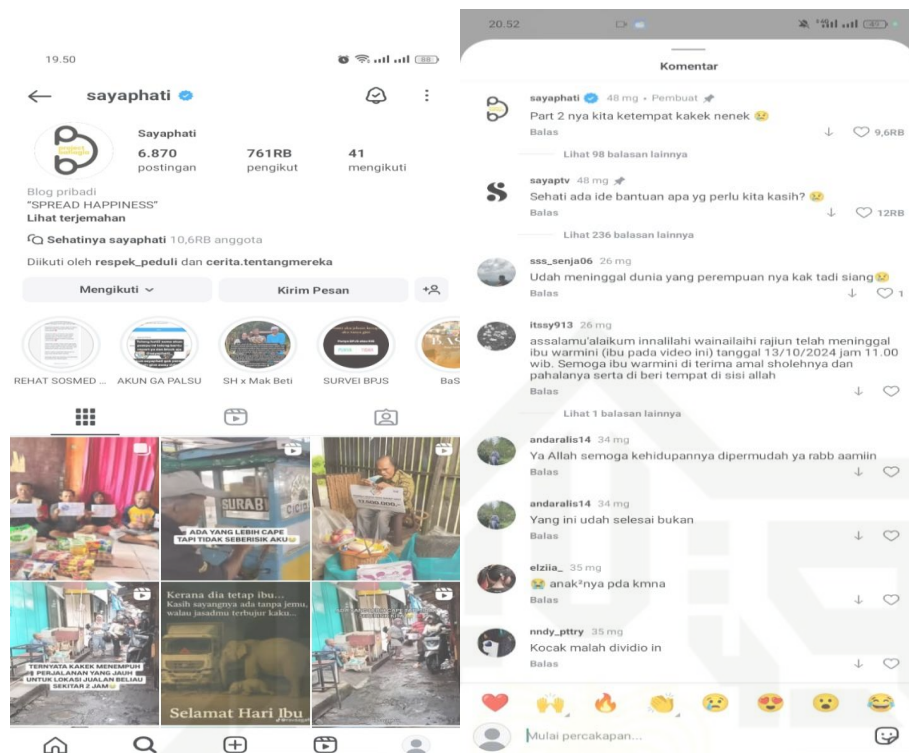 19.50
88
sayaphati
project
berbagi
Sayaphati
6.870 761RB 41
postingan pengikut mengikuti
Blog pribadi
"SPREAD HAPPINESS"
Lihat terjemahan
Sehatinya sayaphati 10,6RB anggota
Diikuti oleh respek_peduli dan cerita.tentangmereka
Mengikuti Kirim Pesan
REHAT SOSMED ... AKUN GA PALSU SH x Mak Beti SURVEI BPJS BaS
SURABI
ADA YANG LEBIH CAPE
TAPI TIDAK SEBERISIK AKU
TERNYATA KAKEK MENEMPUH
PERJALANAN YANG JAUH
UNTUK LOKASI JUALAN BELIAU
SEKITAR 2 JAM
Kerana dia tetap ibu...
Kasih sayangnya ada tanpa jemu,
walau jasadmu terbujur kaku...
Selamat Hari Ibu
20.52
47
Komentar
sayaphati 48 mg • Pembuat
Part 2 nya kita ketempat kakek nenek 😢
Balas 9,6RB
Lihat 98 balasan lainnya
sayaptv 48 mg
Sehati ada ide bantuan apa yg perlu kita kasih? 😢
Balas 12RB
Lihat 236 balasan lainnya
sss_senja06 26 mg
Udah meninggal dunia yang perempuan nya kak tadi siang😢
Balas 1
itssy913 26 mg
assalamu'alaikum innalilahi wainailaihi rajiun telah meninggal
ibu warmini (ibu pada video ini) tanggal 13/10/2024 jam 11.00
wib. Semoga ibu warmini di terima amal sholehnya dan
pahalanya serta di beri tempat di sisi allah
Balas
Lihat 1 balasan lainnya
andaralis14 34 mg
Ya Allah semoga kehidupannya dipermudah ya rabb aamiin
Balas
andaralis14 34 mg
Yang ini udah selesai bukan
Balas
elziia_ 35 mg
😭 anak²nya pda kmna
Balas
nndy_pttry 35 mg
Kocak malah dividio in
Balas
Mulai percakapan...